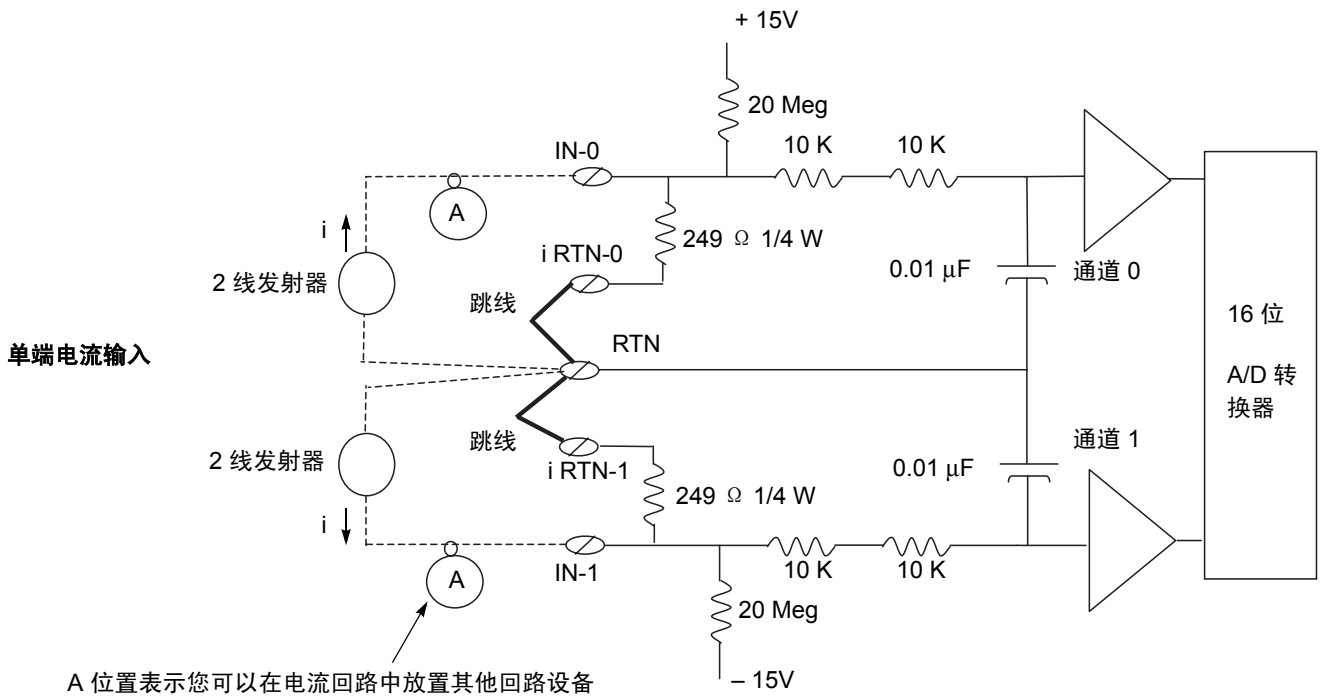 + 15V
20 Meg
10 K
10 K
IN-0
A
i
249 Ω 1/4 W
i RTN-0
2 线发射器
0.01 μF
通道 0
跳线
16 位
A/D 转
换器
RTN
单端电流输入
跳线
通道 1
2 线发射器
i RTN-1
0.01 μF
249 Ω 1/4 W
i
IN-1
10 K
10 K
A
20 Meg
A 位置表示您可以在电流回路中放置其他回路设备
– 15V